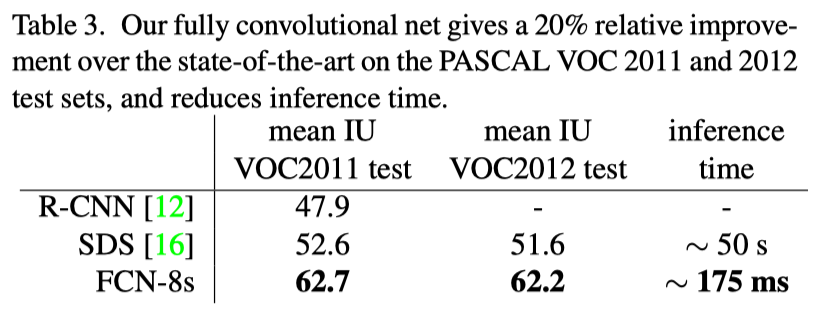 Table 3. Our fully convolutional net gives a 20% relative improve-
ment over the state-of-the-art on the PASCAL VOC 2011 and 2012
test sets, and reduces inference time.
mean IU mean IU inference
VOC2011 test VOC2012 test time
R-CNN [12] 47.9 - -
SDS [16] 52.6 51.6 ∼ 50 s
FCN-8s 62.7 62.2 ∼ 175 ms